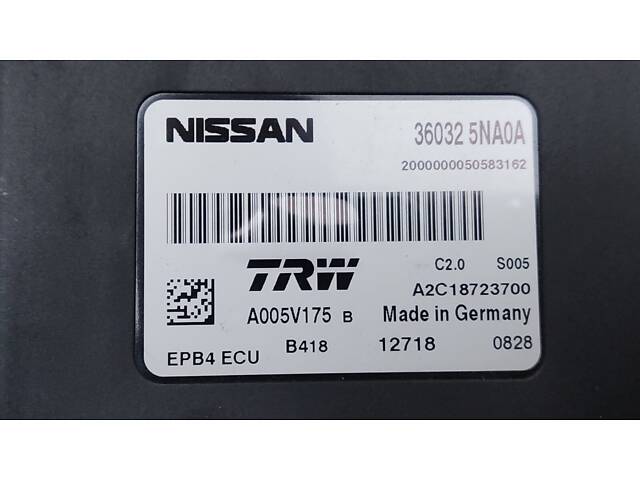 NISSAN 36032 5NA0A
2000000050583162
TRW C2.0 S005
A2C18723700
A005V175 B Made in Germany
EPB4 ECU B418 12718 0828